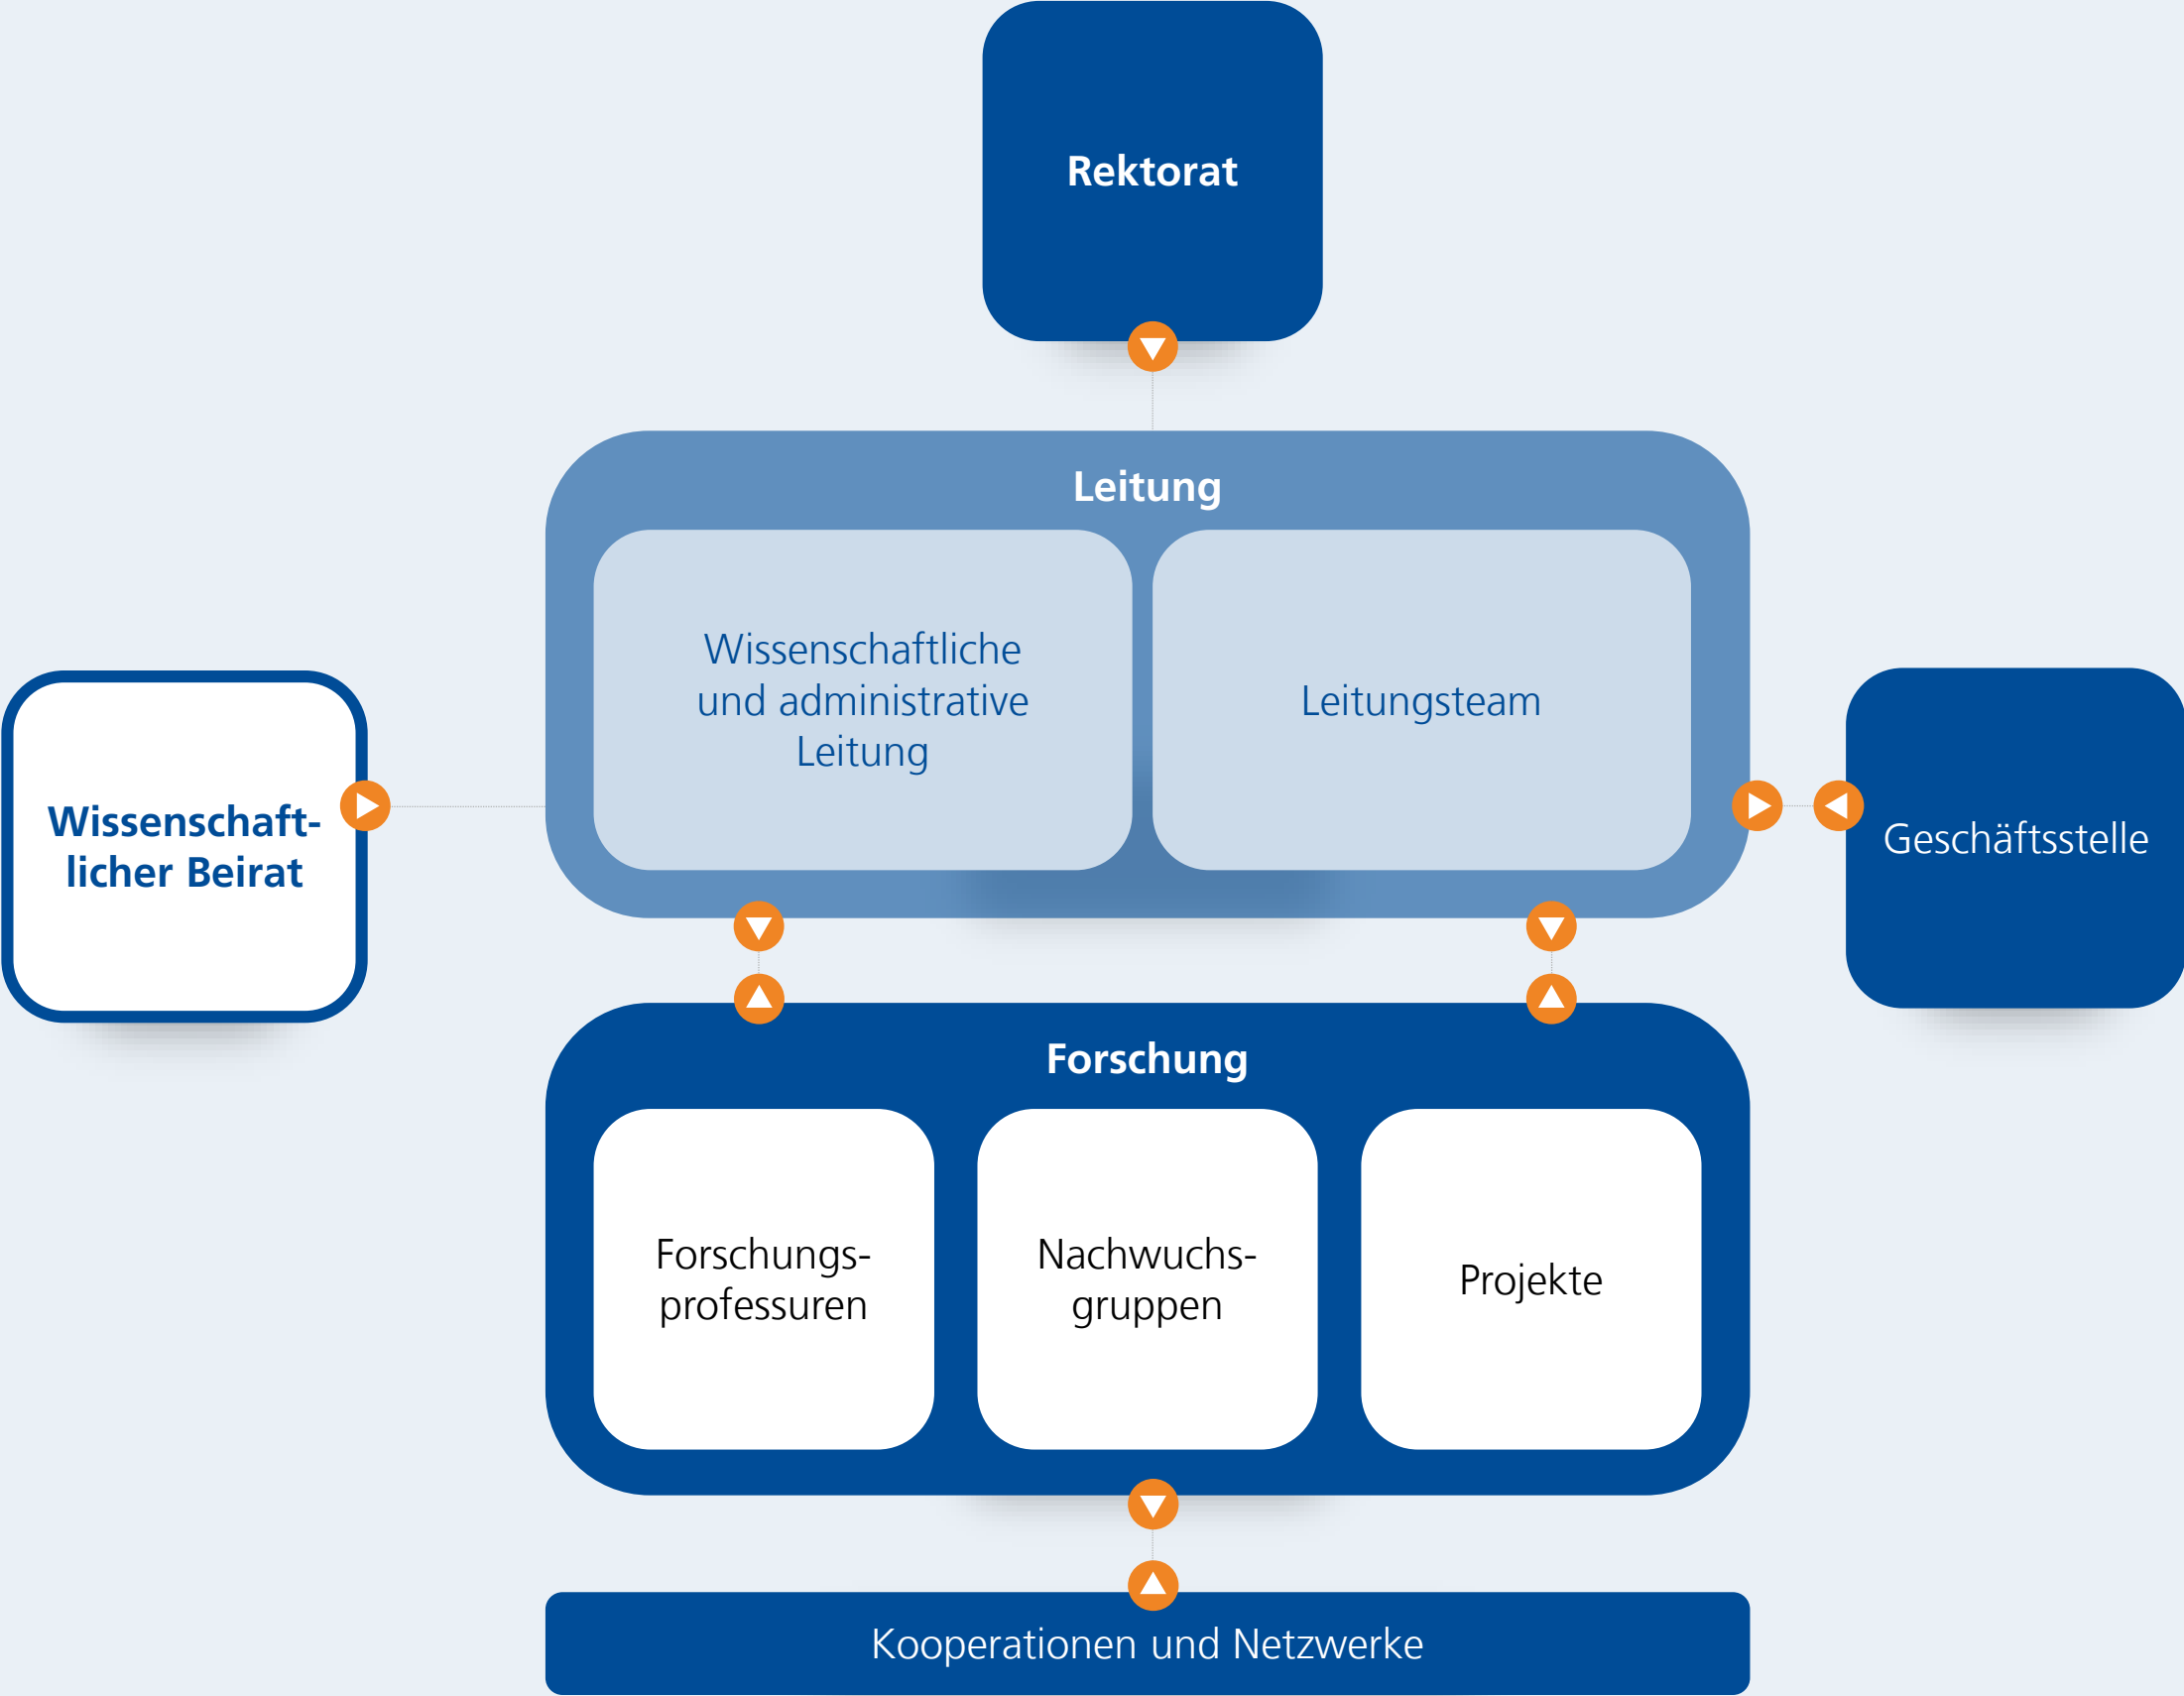 Rektorat
Leitung
Wissenschaftliche
und administrative
Leitung
Leitungsteam
Wissenschaft-
licher Beirat
Geschäftsstelle
Forschung
Forschungs-
professuren
Nachwuchs-
gruppen
Projekte
Kooperationen und Netzwerke